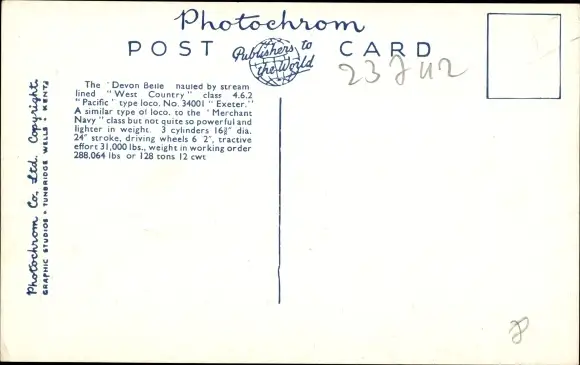 Photochrom
POST CARD
Publishers to
the World
The "Devon Belle hauled by stream
lined "West Country" class 4.6.2
"Pacific" type loco. No. 34001 "Exeter."
A similar type of loco. to the "Merchant
Navy" class but not quite so powerful and
lighter in weight. 3 cylinders 16⅜" dia.
24" stroke, driving wheels 6 2", tractive
effort 31,000 lbs., weight in working order
288,064 lbs or 128 tons 12 cwt
Photochrom Co. Ltd. Copyright.
GRAPHIC STUDIOS • TUNBRIDGE WELLS : KENT